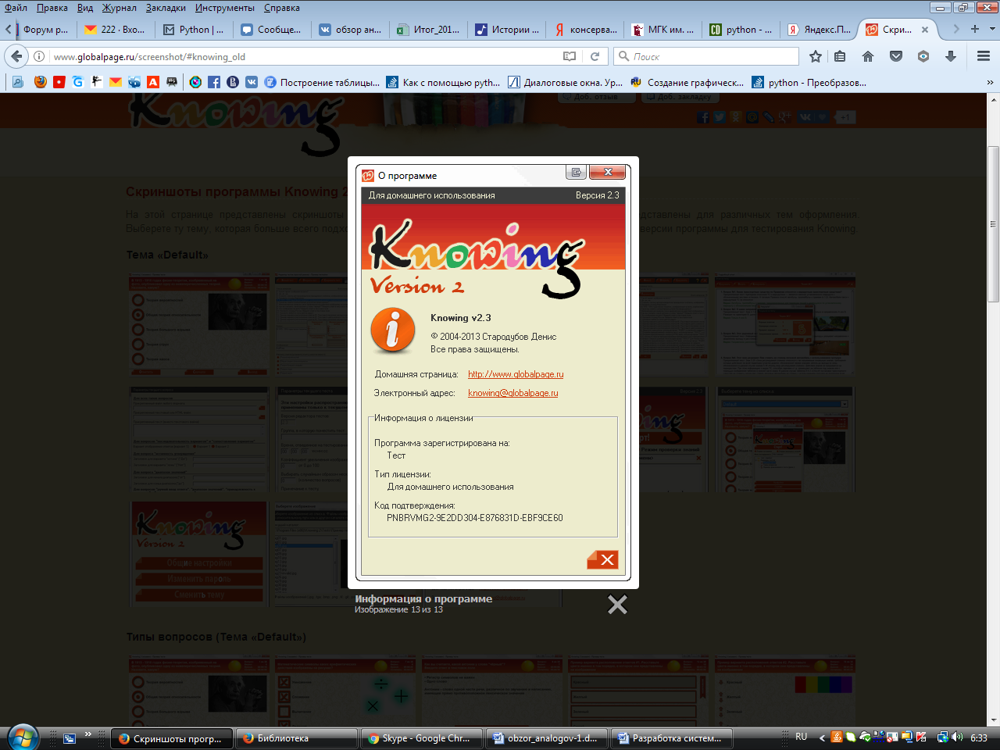 Файл Правка Вид Журнал Закладки Инструменты Справка
Форум р... 222 · Вхо... Python | ... Сообще... обзор ан... Итог_201... Истории ... консерва... МГК им. ... python - ... Яндекс.П... Скри...
www.globalpage.ru/screenshot/#knowing_old Поиск
Построение таблицы... Как с помощью pyth... Диалоговые окна. Ур... Создание графическ... python - Преобразов...
Доб. отзыв Доб. закладку
Knowing
+1
Скриншоты программы Knowing 2
На этой странице представлены скриншоты
представлены для различных тем оформления
Выберете ту тему, которая больше всего
версии программы для тестирования Knowing.
Тема «Default»
О программе
Для домашнего использования Версия 2.3
Knowing
Version 2
Knowing v2.3
© 2004-2013 Стародубов Денис
Все права защищены.
Домашняя страница: http://www.globalpage.ru
Электронный адрес: knowing@globalpage.ru
Информация о лицензии
Программа зарегистрирована на:
Тест
Тип лицензии:
Для домашнего использования
Код подтверждения:
PNBRVMG2-9E2DD304-E876831D-EBF9CE60
Knowing
Version 2
Общие настройки
Изменить пароль
Сменить тему
Информация о программе
Изображение 13 из 13
Типы вопросов (Тема «Default»)
Скриншоты прогр... Библиотека Skype - Google Chr... obzor_analogov-1.d... Разработка систем... RU 6:33